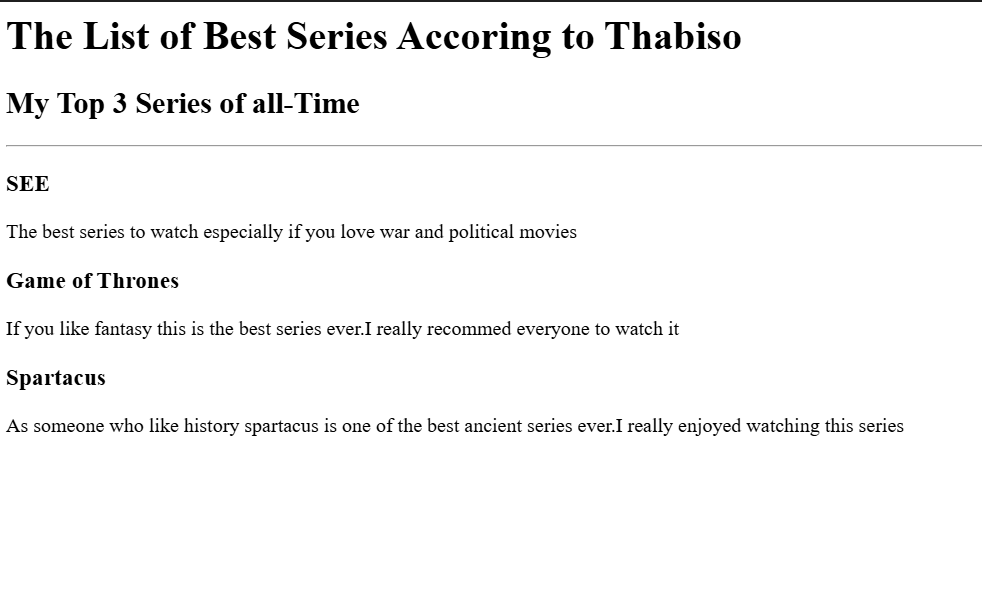 The List of Best Series Accoring to Thabiso
My Top 3 Series of all-Time
SEE
The best series to watch especially if you love war and political movies
Game of Thrones
If you like fantasy this is the best series ever.I really recommed everyone to watch it
Spartacus
As someone who like history spartacus is one of the best ancient series ever.I really enjoyed watching this series